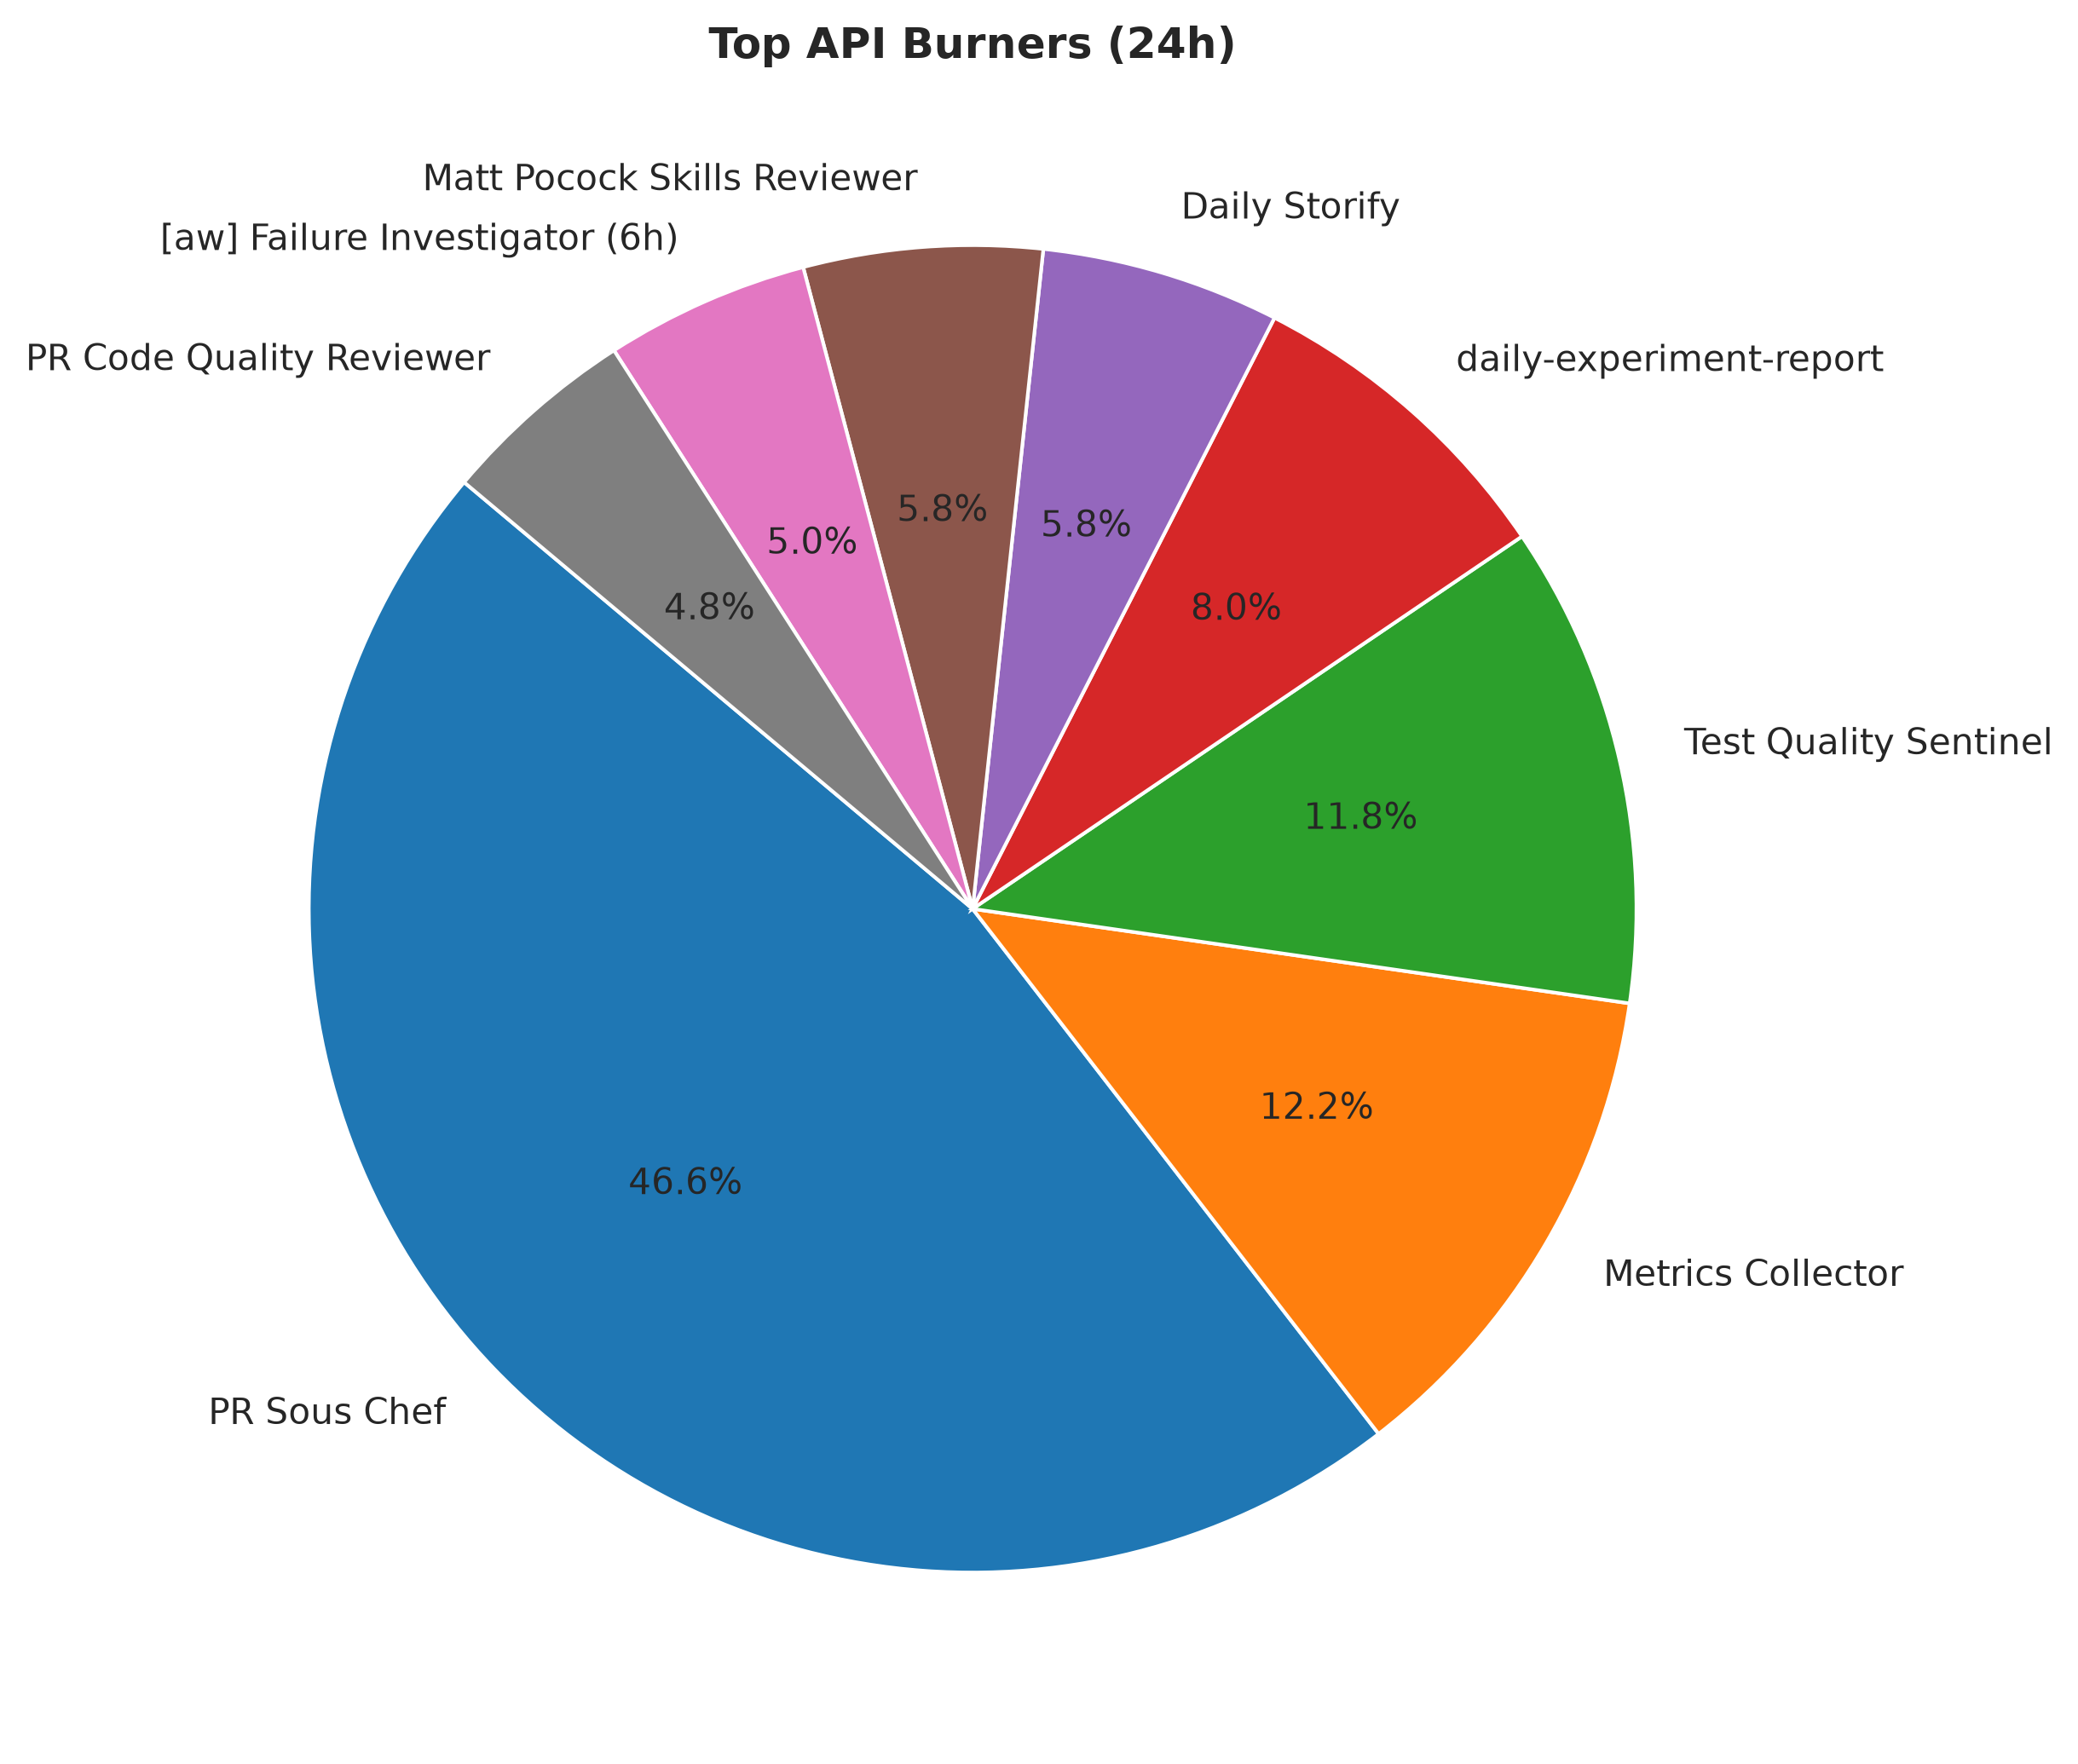 Top API Burners (24h)
Matt Pocock Skills Reviewer
Daily Storify
[aw] Failure Investigator (6h)
PR Code Quality Reviewer
daily-experiment-report
5.8%
5.8%
5.0%
4.8%
8.0%
Test Quality Sentinel
11.8%
12.2%
46.6%
Metrics Collector
PR Sous Chef